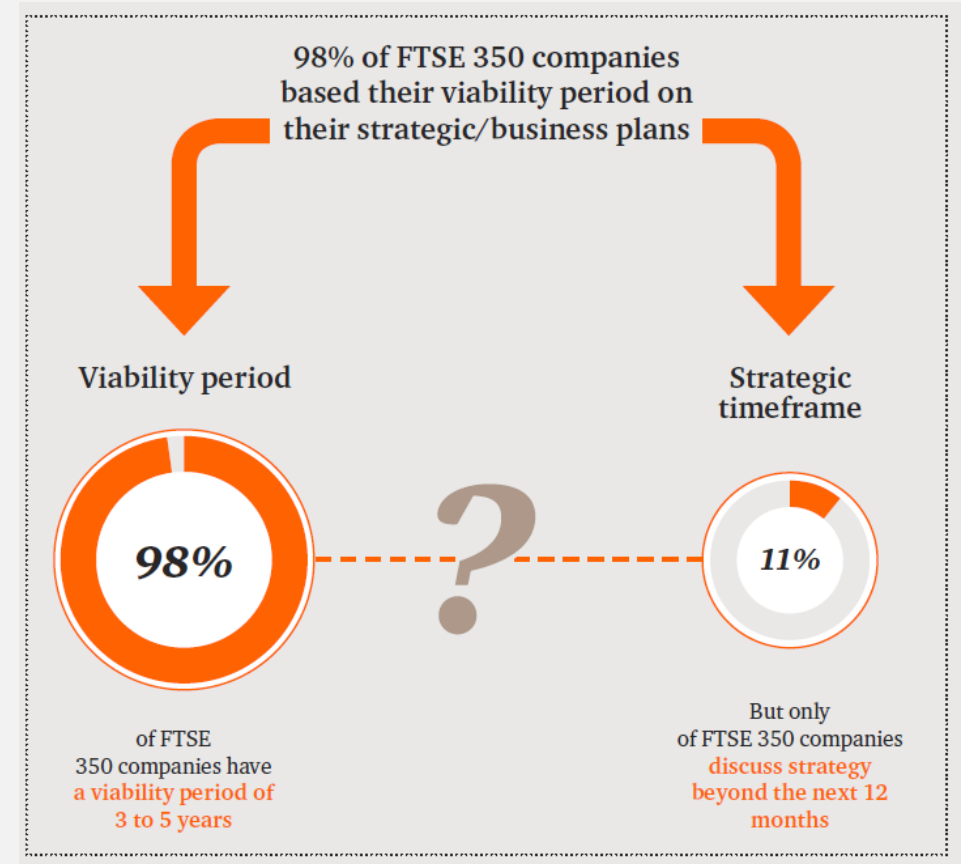 98% of FTSE 350 companies
based their viability period on
their strategic/business plans
Viability period
98%
of FTSE
350 companies have
a viability period of
3 to 5 years
?
Strategic
timeframe
11%
But only
of FTSE 350 companies
discuss strategy
beyond the next 12
months